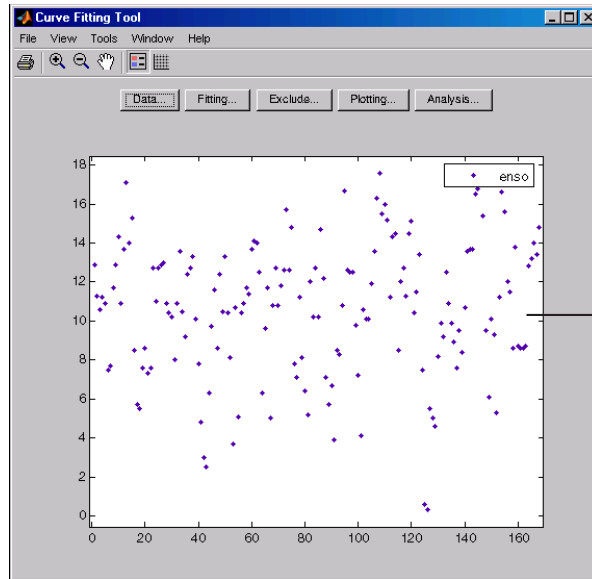 Curve Fitting Tool
File View Tools Window Help
Data... Fitting... Exclude... Plotting... Analysis...
enso
18
16
14
12
10
8
6
4
2
0
0 20 40 60 80 100 120 140 160